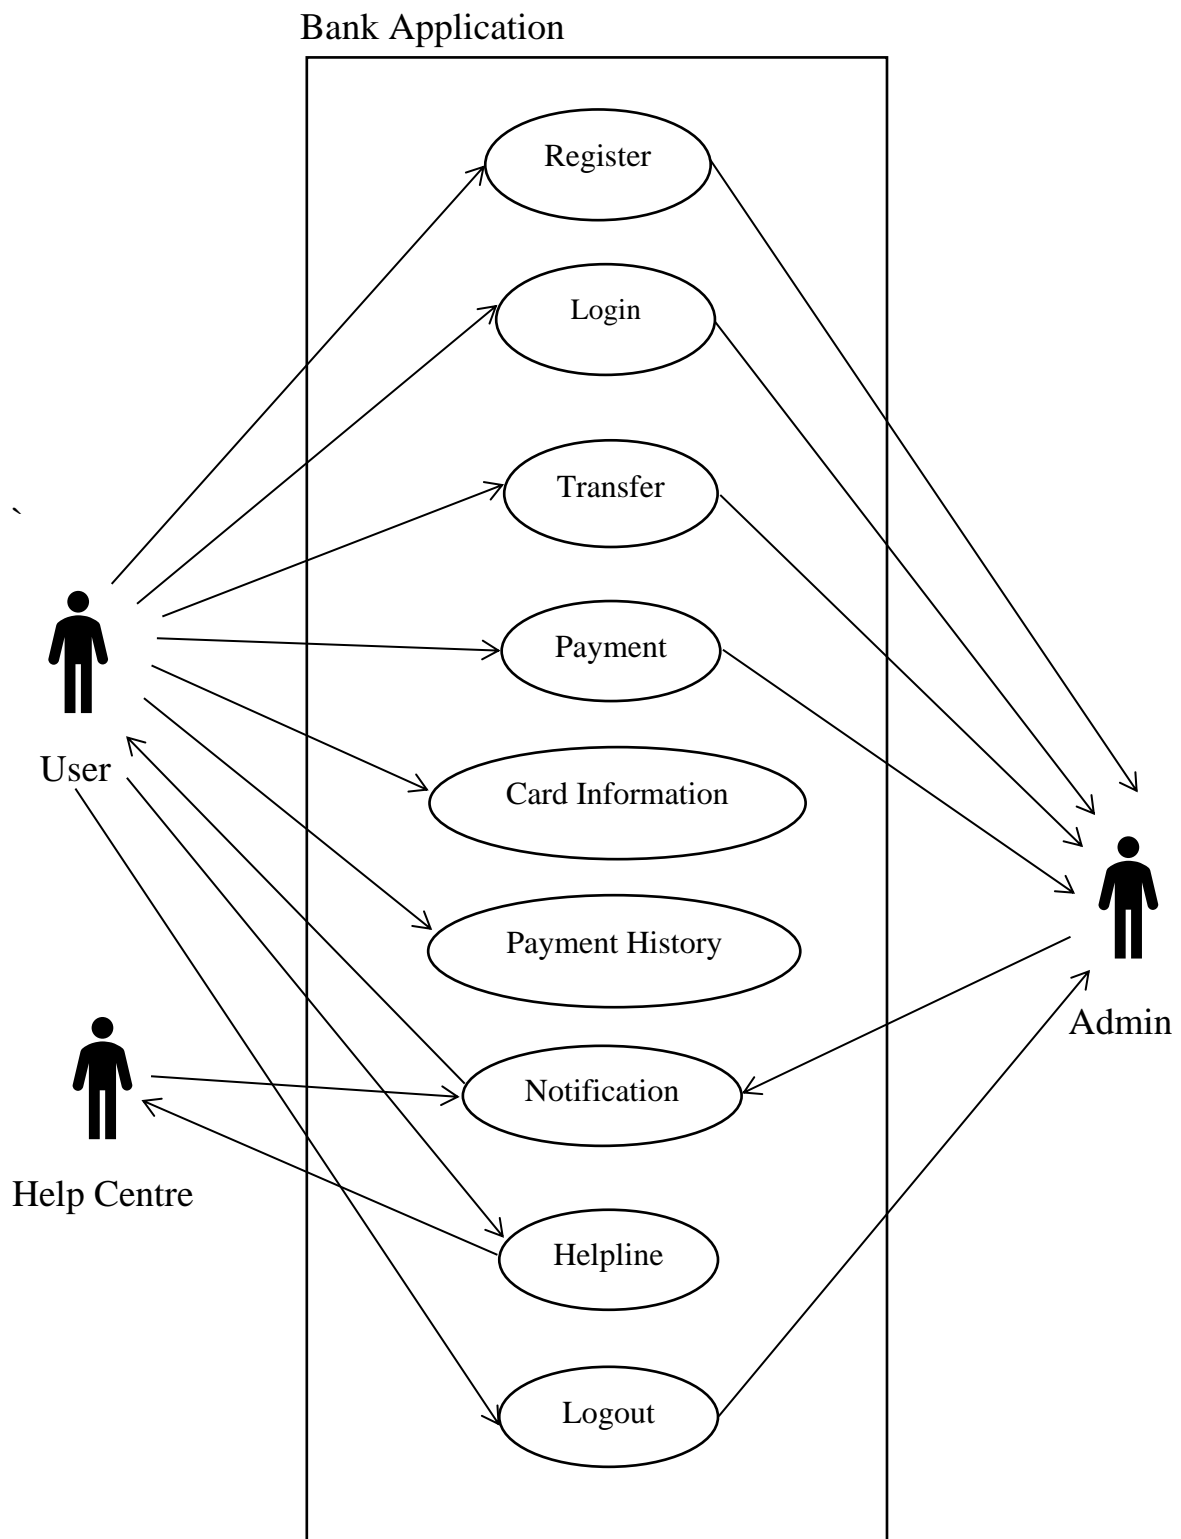 Bank Application
Register
Login
Transfer
`
Payment
User
Card Information
Payment History
Admin
Notification
Help Centre
Helpline
Logout